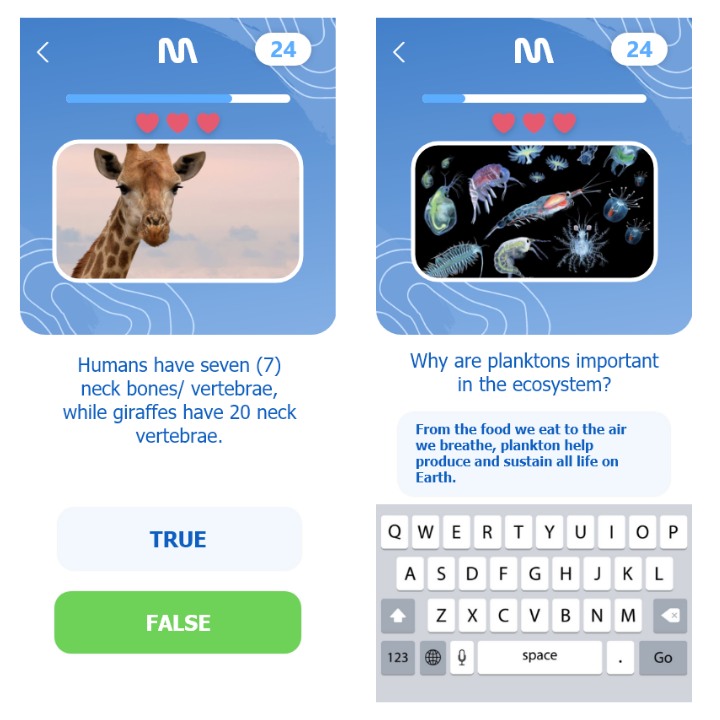 M
24
Humans have seven (7)
neck bones/ vertebrae,
while giraffes have 20 neck
vertebrae.
TRUE
FALSE
M
24
Why are planktons important
in the ecosystem?
From the food we eat to the air
we breathe, plankton help
produce and sustain all life on
Earth.
Q W E R T Y U I O P
A S D F G H J K L
Z X C V B N M
123 space . Go